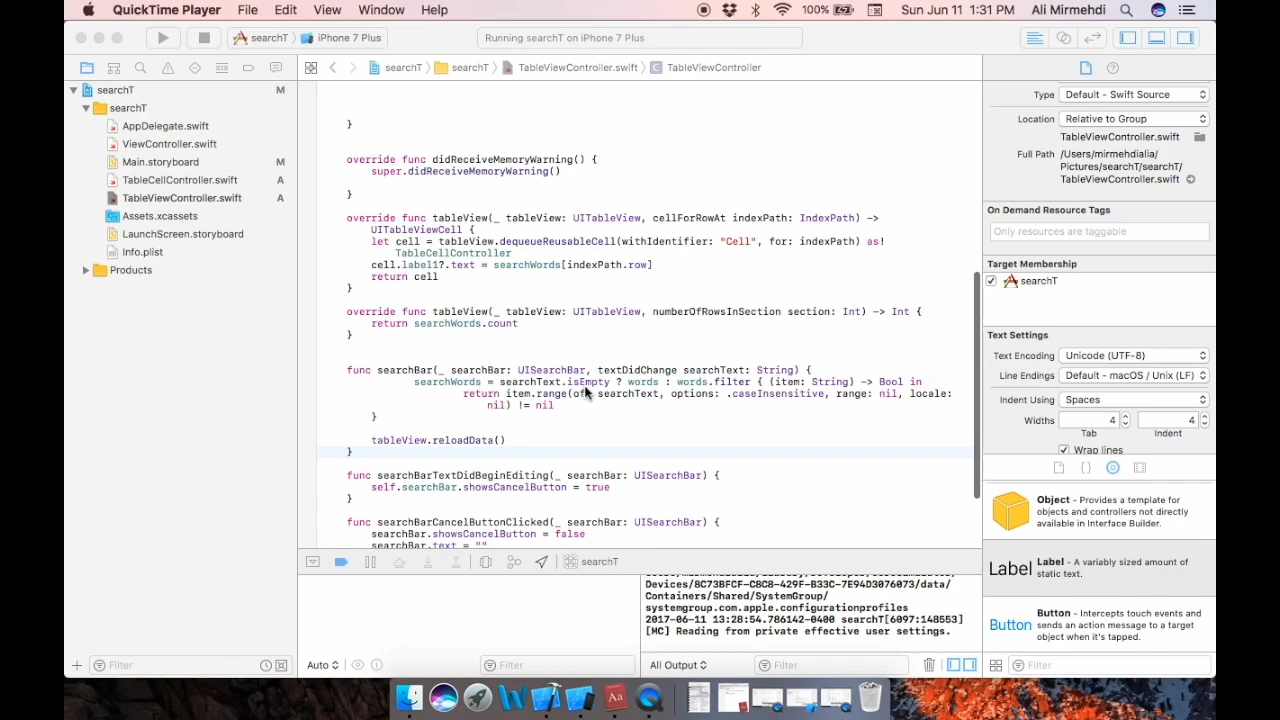 QuickTime Player File Edit View Window Help 100% Sun Jun 11 1:31 PM Ali Mirmehdi
searchT iPhone 7 Plus Running searchT on iPhone 7 Plus
searchT searchT TableViewController.swift C TableViewController
searchT M
searchT
AppDelegate.swift
ViewController.swift
Main.storyboard M
TableCellController.swift A
TableViewController.swift A
Assets.xcassets
LaunchScreen.storyboard
Info.plist
Products
Filter
}
override func didReceiveMemoryWarning() {
super.didReceiveMemoryWarning()
}
override func tableView(_ tableView: UITableView, cellForRowAt indexPath: IndexPath) ->
UITableViewCell {
let cell = tableView.dequeueReusableCell(withIdentifier: "Cell", for: indexPath) as!
TableCellController
cell.label1?.text = searchWords[indexPath.row]
return cell
}
override func tableView(_ tableView: UITableView, numberOfRowsInSection section: Int) -> Int {
return searchWords.count
}
func searchBar(_ searchBar: UISearchBar, textDidChange searchText: String) {
searchWords = searchText.isEmpty ? words : words.filter { (item: String) -> Bool in
return item.range(of: searchText, options: .caseInsensitive, range: nil, locale:
nil) != nil
}
tableView.reloadData()
}
func searchBarTextDidBeginEditing(_ searchBar: UISearchBar) {
self.searchBar.showsCancelButton = true
}
func searchBarCancelButtonClicked(_ searchBar: UISearchBar) {
searchBar.showsCancelButton = false
searchBar.text = ""
searchT
Devices/8C73BFCF-C8C8-429F-B33C-7E94D3076073/data/
Containers/Shared/SystemGroup/
systemgroup.com.apple.configurationprofiles
2017-06-11 13:28:54.786142-0400 searchT[6097:148553]
[MC] Reading from private effective user settings.
Auto Filter All Output Filter
Type Default - Swift Source
Location Relative to Group
TableViewController.swift
Full Path /Users/mirmehdialia/
Pictures/searchT/searchT/
TableViewController.swift
On Demand Resource Tags
Only resources are taggable
Target Membership
searchT
Text Settings
Text Encoding Unicode (UTF-8)
Line Endings Default - macOS / Unix (LF)
Indent Using Spaces
Widths 4 4
Tab Indent
Wrap lines
Object - Provides a template for
objects and controllers not directly
available in Interface Builder.
Label Label - A variably sized amount of
static text.
Button Button - Intercepts touch events and
sends an action message to a target
object when it's tapped.
Filter